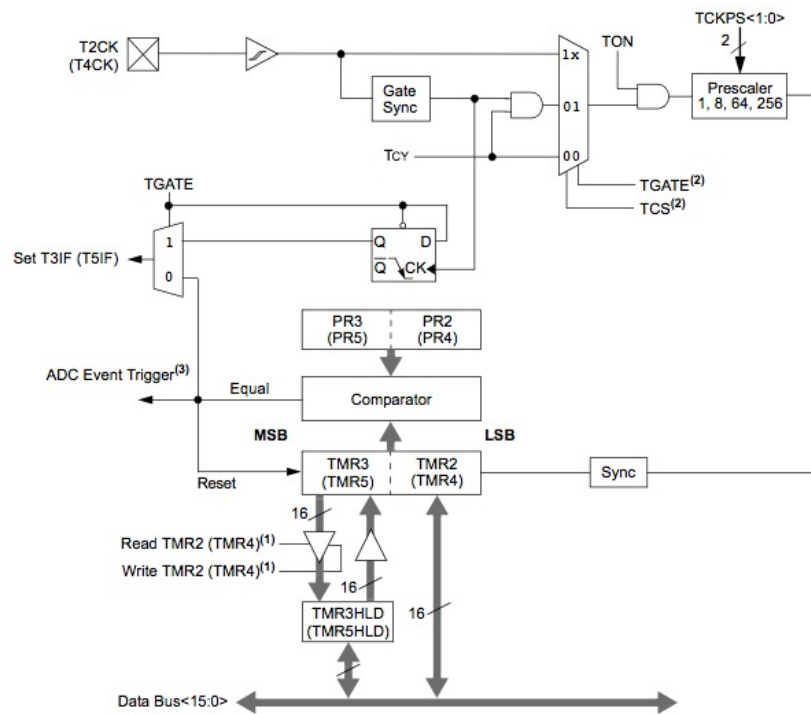 TCKPS<1:0>
2
T2CK
(T4CK)
TON
1x
Prescaler
1, 8, 64, 256
Gate
Sync
01
TCY
00
TGATE(2)
TCS(2)
TGATE
1
Q D
Q CK
Set T3IF (T5IF)
0
PR3 PR2
(PR5) (PR4)
ADC Event Trigger(3)
Equal
Comparator
MSB LSB
TMR3 TMR2
(TMR5) (TMR4)
Sync
Reset
16
Read TMR2 (TMR4)(1)
Write TMR2 (TMR4)(1)
16
16
TMR3HLD
(TMR5HLD)
Data Bus<15:0>